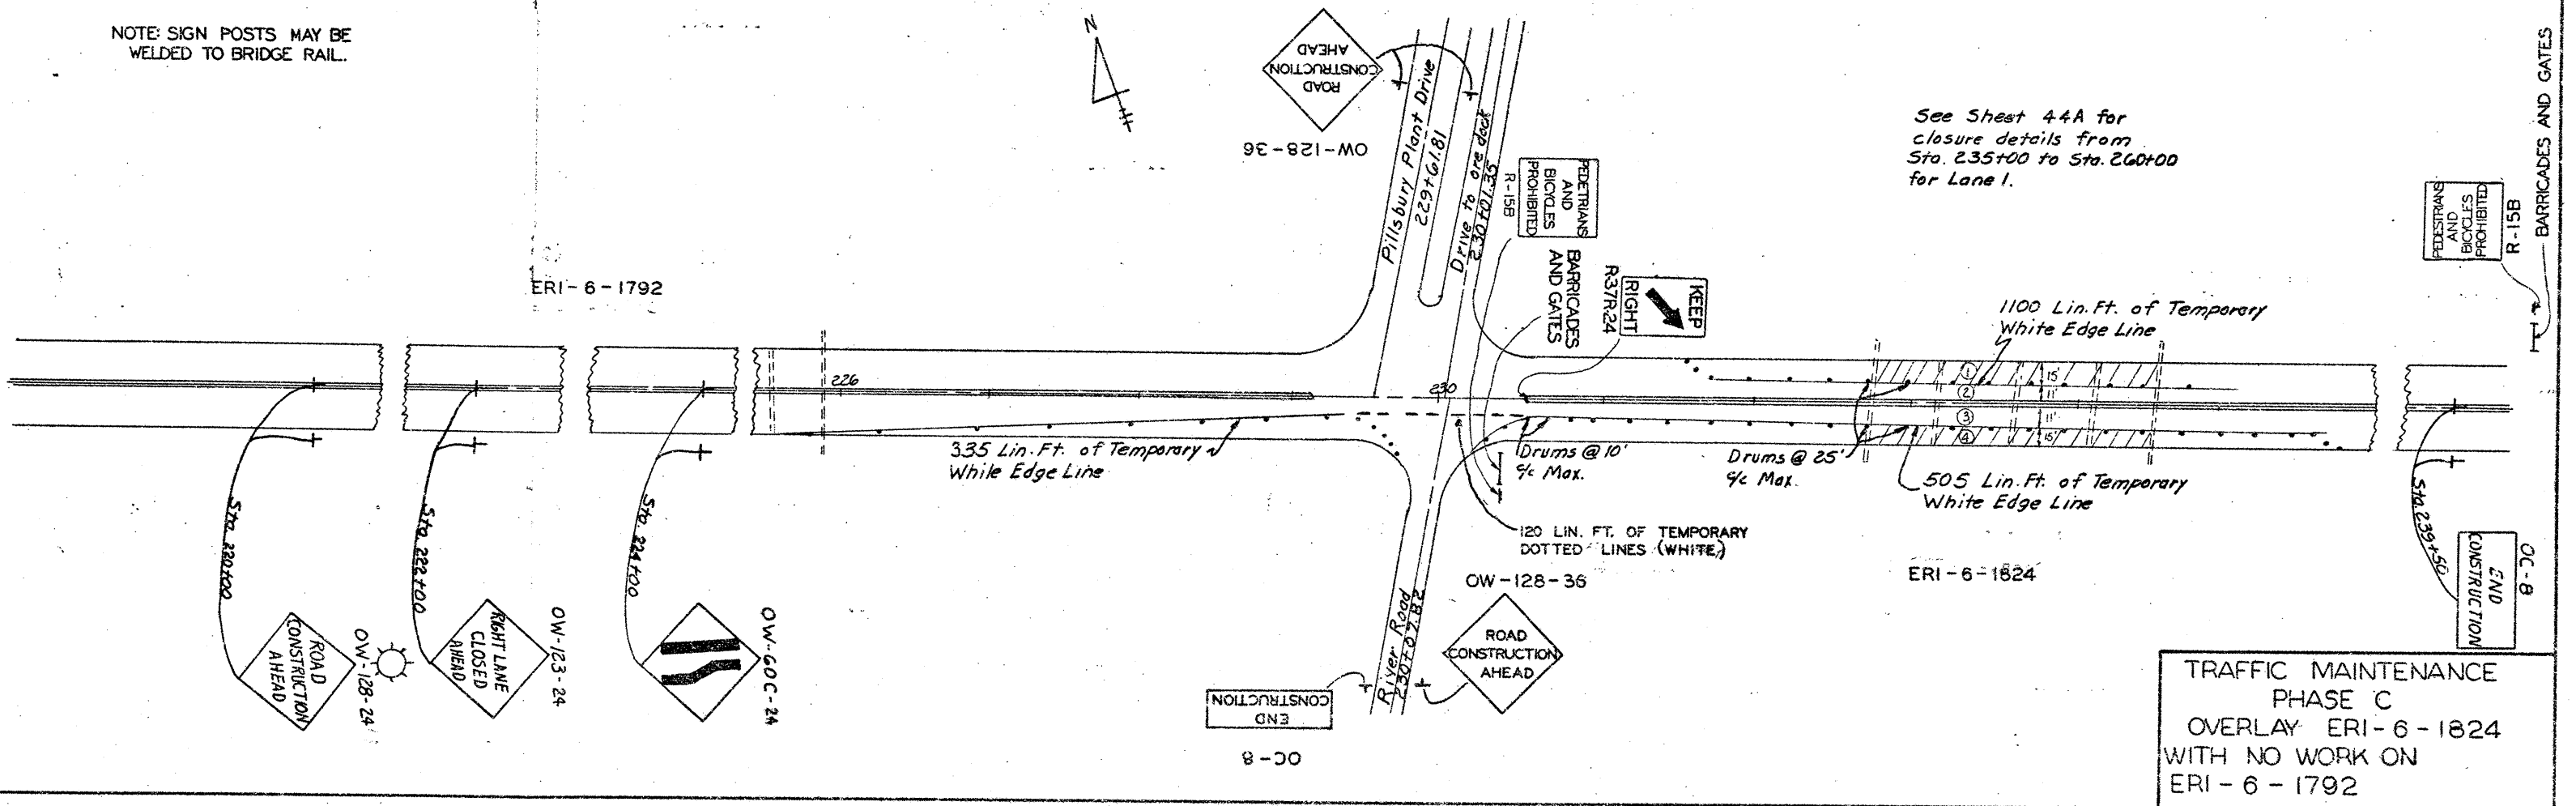 NOTE: SIGN POSTS MAY BE
WELDED TO BRIDGE RAIL.
N
ROAD
CONSTRUCTION
AHEAD
OW-128-36
Pillsbury Plant Drive
229+61.81
Drive to ore dock
230+01.35
PEDETRIANS
AND
BICYCLES
PROHIBITED
R-15B
BARRICADES
AND GATES
KEEP
RIGHT
R37R24
See Sheet 44A for
closure details from
Sta. 235+00 to Sta. 260+00
for Lane 1.
PEDESTRIANS
AND
BICYCLES
PROHIBITED
R-15B
BARRICADES AND GATES
ERI-6-1792
1100 Lin. Ft. of Temporary
White Edge Line
226
230
1
2
3
4
15'
11'
11'
15'
335 Lin. Ft. of Temporary
While Edge Line
Drums @ 10'
c/c Max.
Drums @ 25'
c/c Max.
505 Lin. Ft. of Temporary
White Edge Line
120 LIN. FT. OF TEMPORARY
DOTTED LINES (WHITE)
ERI-6-1824
Sta. 220+00
ROAD
CONSTRUCTION
AHEAD
OW-128-24
Sta. 222+00
RIGHT LANE
CLOSED
AHEAD
OW-123-24
Sta. 224+00
OW-60C-24
River Road
230+07.82
OW-128-36
ROAD
CONSTRUCTION
AHEAD
END
CONSTRUCTION
OC-8
Sta. 239+50
END
CONSTRUCTION
OC-8
TRAFFIC MAINTENANCE
PHASE C
OVERLAY ERI-6-1824
WITH NO WORK ON
ERI-6-1792